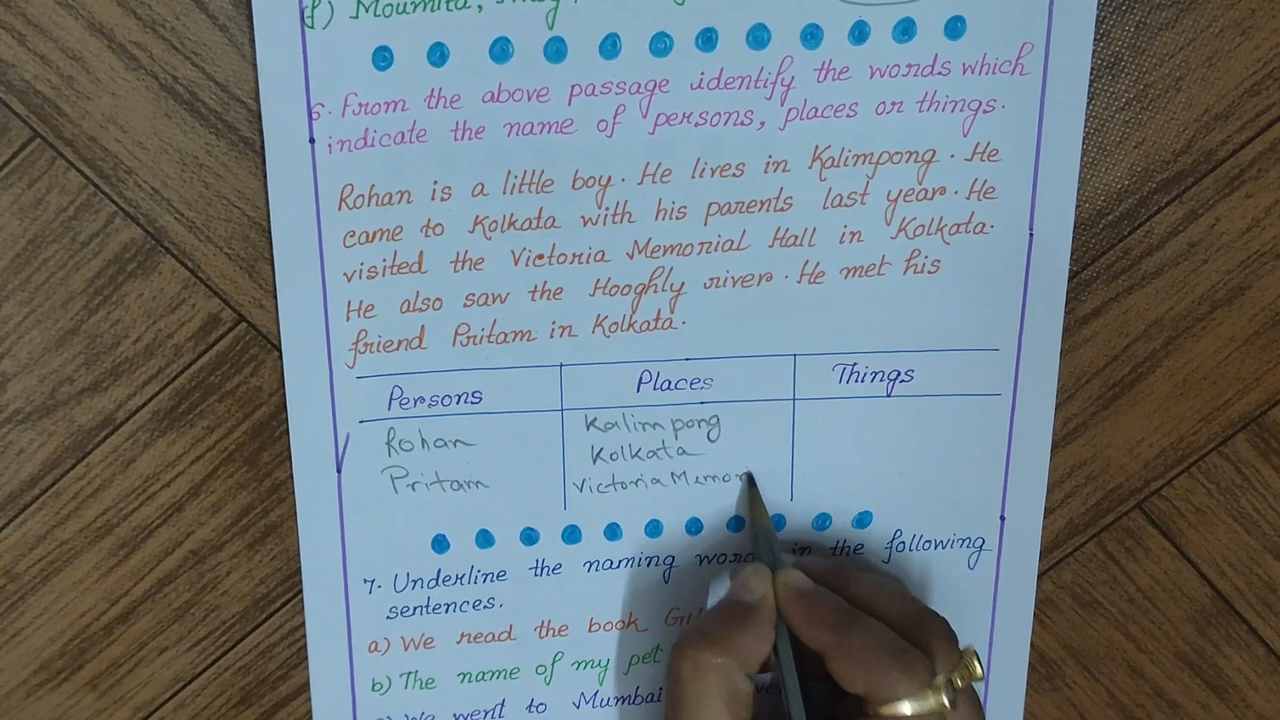 f) Moumita,
6. From the above passage identify the words which
indicate the name of persons, places or things.
Rohan is a little boy. He lives in Kalimpong. He
came to Kolkata with his parents last year. He
visited the Victoria Memorial Hall in Kolkata.
He also saw the Hooghly river. He met his
friend Pritam in Kolkata.
Persons Places Things
Rohan Kalimpong
Pritam Kolkata
Victoria Memor
7. Underline the naming word in the following
sentences.
a) We read the book
b) The name of my pet
We went to Mumbai